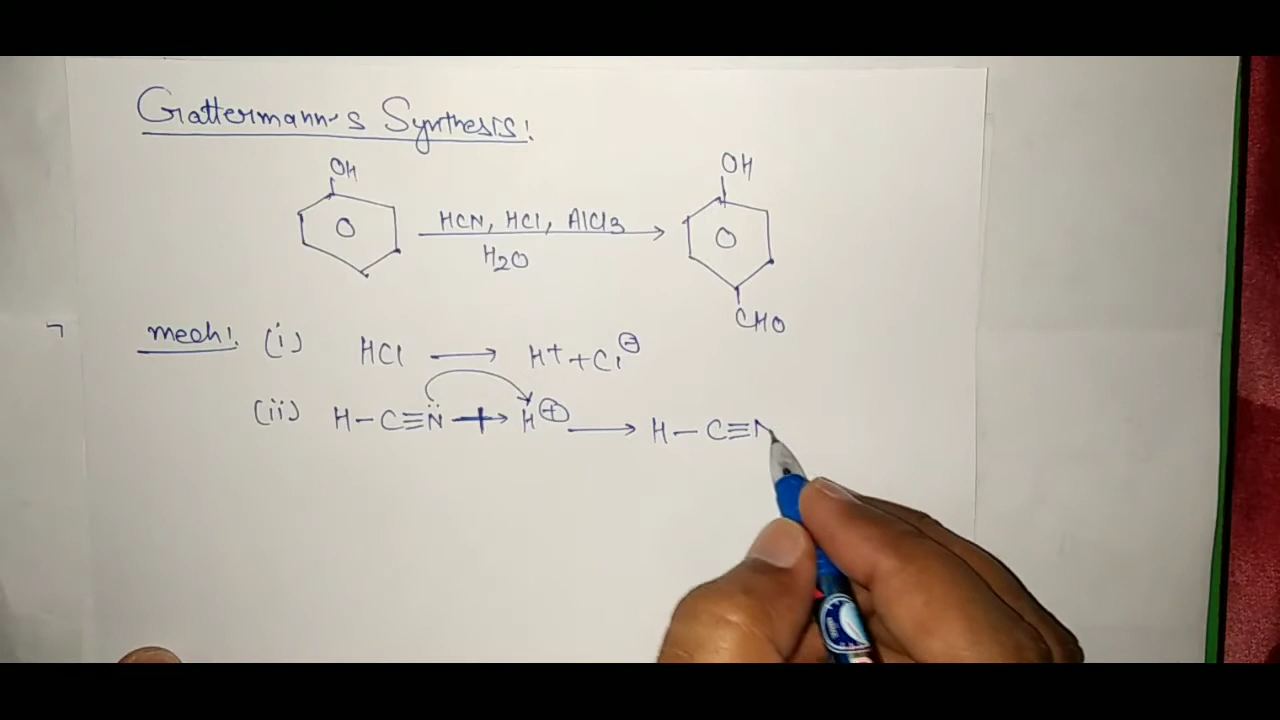 Gattermann's Synthesis:
OH
HCN, HCl, AlCl3
H2O
OH
CHO
mech: (i) HCl → H+ + Cl⊖
(ii) H–C≡N̈ + H⊕ → H–C≡N